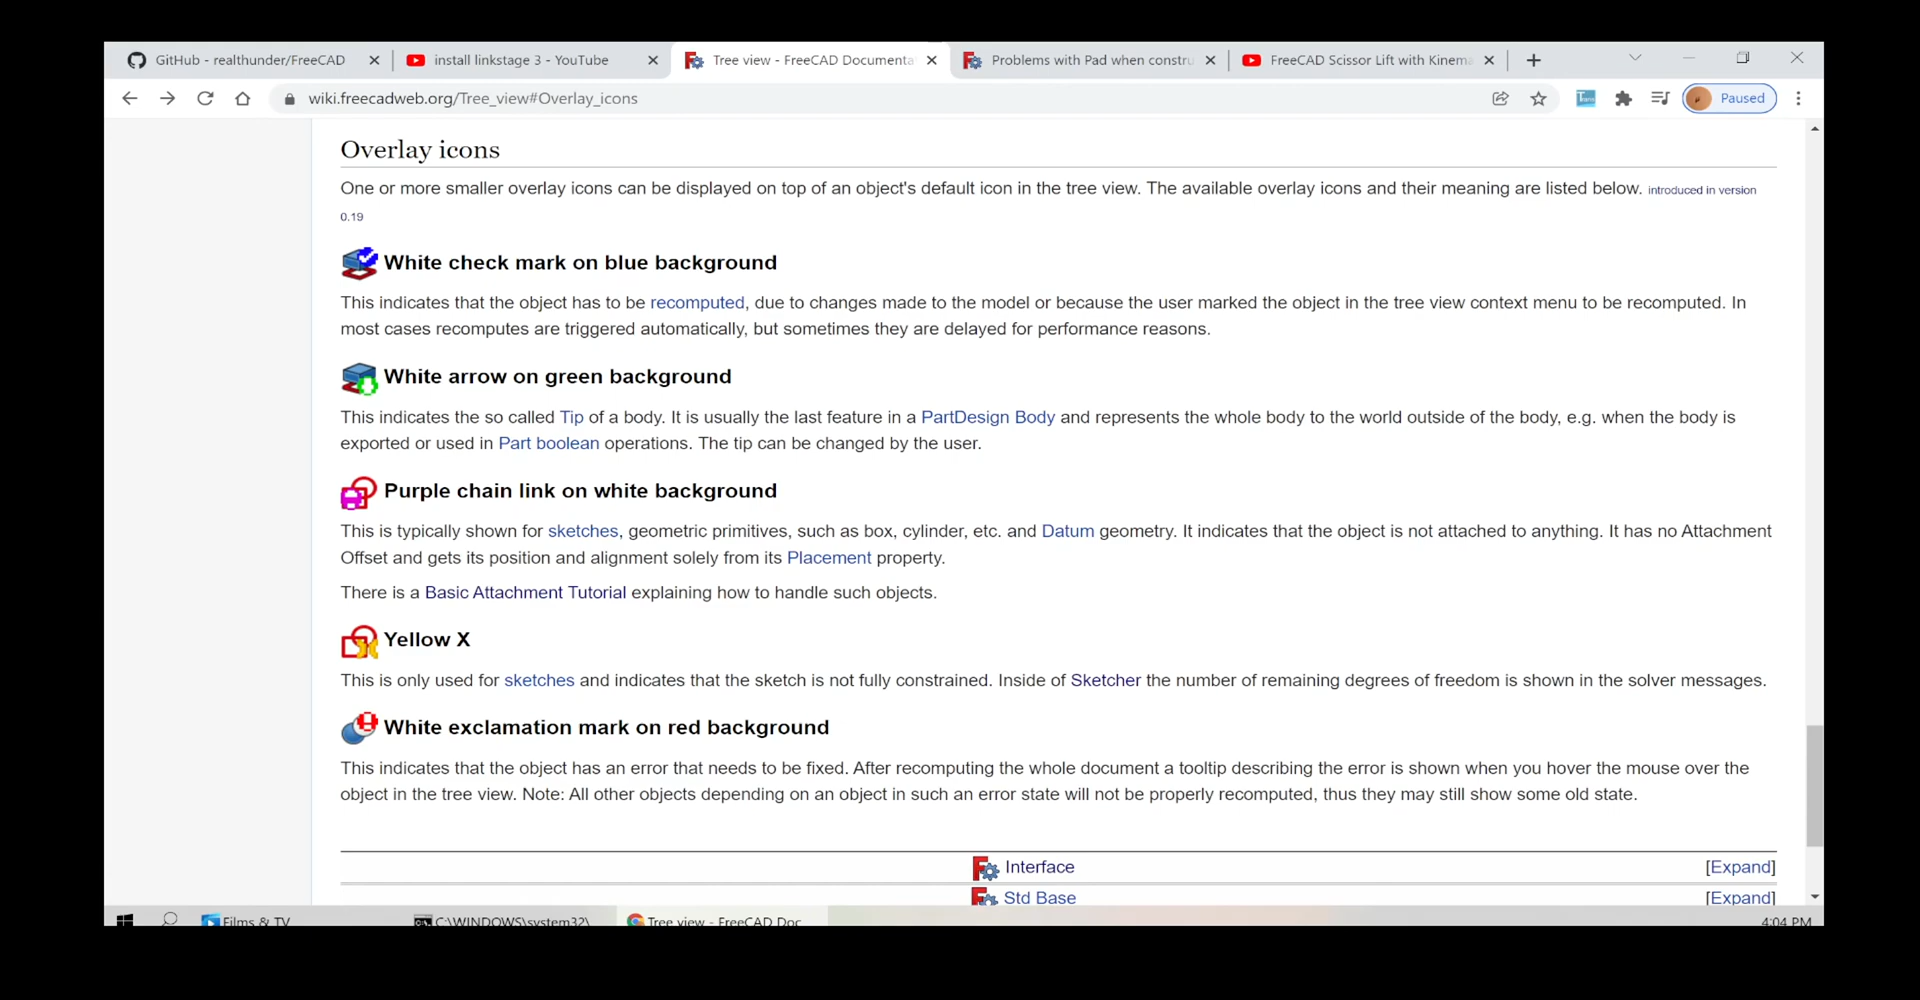 GitHub - realthunder/FreeCAD
install linkstage 3 - YouTube
Tree view - FreeCAD Documenta
Problems with Pad when constru
FreeCAD Scissor Lift with Kinema
wiki.freecadweb.org/Tree_view#Overlay_icons
Paused
Overlay icons
One or more smaller overlay icons can be displayed on top of an object's default icon in the tree view. The available overlay icons and their meaning are listed below. introduced in version
0.19
White check mark on blue background
This indicates that the object has to be recomputed, due to changes made to the model or because the user marked the object in the tree view context menu to be recomputed. In
most cases recomputes are triggered automatically, but sometimes they are delayed for performance reasons.
White arrow on green background
This indicates the so called Tip of a body. It is usually the last feature in a PartDesign Body and represents the whole body to the world outside of the body, e.g. when the body is
exported or used in Part boolean operations. The tip can be changed by the user.
Purple chain link on white background
This is typically shown for sketches, geometric primitives, such as box, cylinder, etc. and Datum geometry. It indicates that the object is not attached to anything. It has no Attachment
Offset and gets its position and alignment solely from its Placement property.
There is a Basic Attachment Tutorial explaining how to handle such objects.
Yellow X
This is only used for sketches and indicates that the sketch is not fully constrained. Inside of Sketcher the number of remaining degrees of freedom is shown in the solver messages.
White exclamation mark on red background
This indicates that the object has an error that needs to be fixed. After recomputing the whole document a tooltip describing the error is shown when you hover the mouse over the
object in the tree view. Note: All other objects depending on an object in such an error state will not be properly recomputed, thus they may still show some old state.
Interface [Expand]
Std Base [Expand]
Films & TV
C:\WINDOWS\system32\
Tree view - FreeCAD Doc
4:04 PM